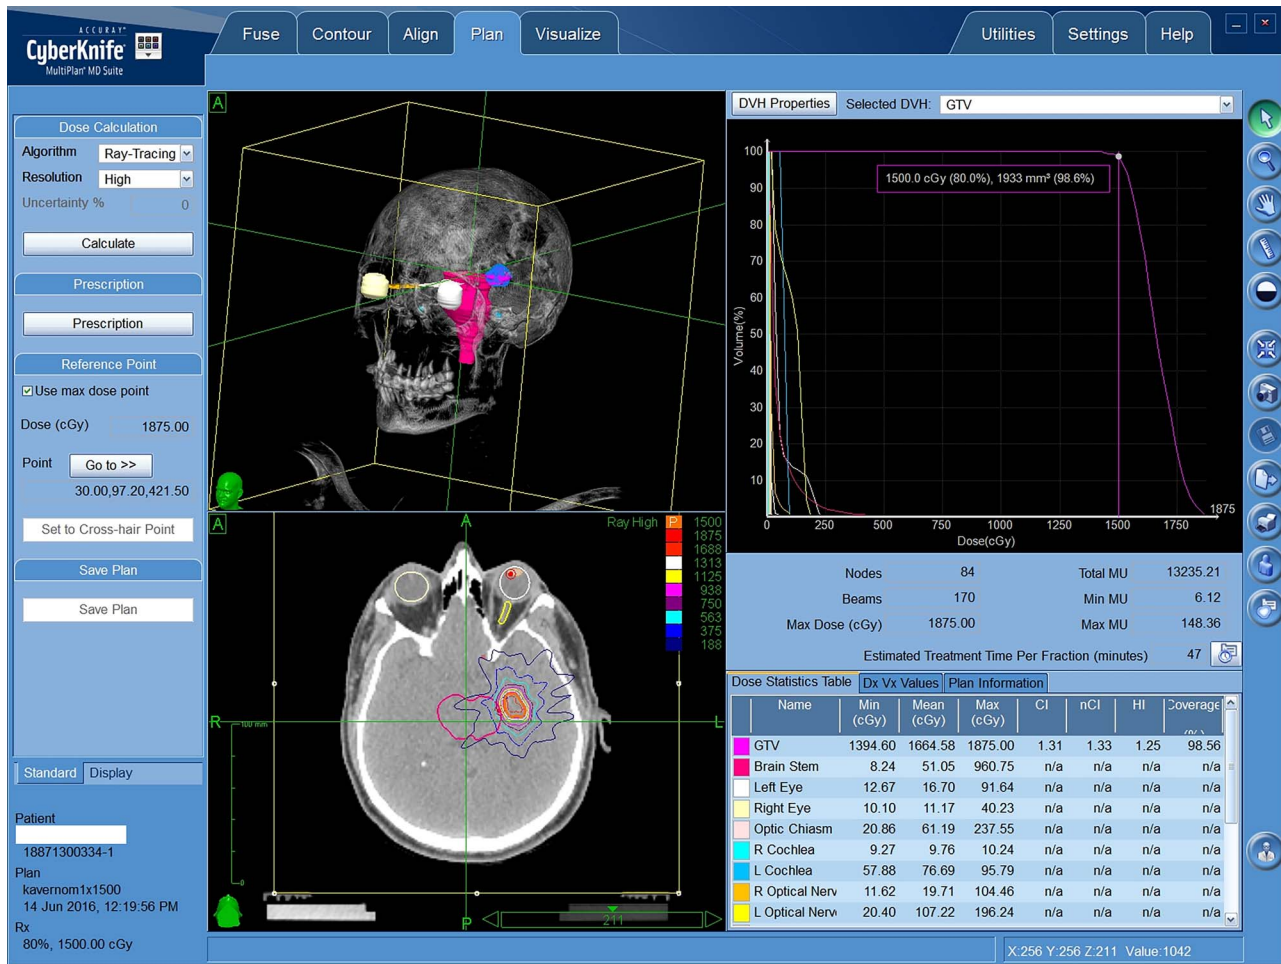 ACCURAY
CyberKnife
MultiPlan MD Suite
Fuse
Contour
Align
Plan
Visualize
Utilities
Settings
Help
Dose Calculation
Algorithm Ray-Tracing
Resolution High
Uncertainty % 0
Calculate
Prescription
Prescription
Reference Point
Use max dose point
Dose (cGy) 1875.00
Point Go to >>
30.00,97.20,421.50
Set to Cross-hair Point
Save Plan
Save Plan
Standard Display
Patient
18871300334-1
Plan
kavernom1x1500
14 Jun 2016, 12:19:56 PM
Rx
80%, 1500.00 cGy
A
A
A
R
L
P
100 mm
0
211
Ray High P 1500
1875
1688
1313
1125
938
750
563
375
188
DVH Properties Selected DVH: GTV
1500.0 cGy (80.0%), 1933 mm³ (98.6%)
Volume(%)
100
90
80
70
60
50
40
30
20
10
0 250 500 750 1000 1250 1500 1750
1875
Dose(cGy)
Nodes 84 Total MU 13235.21
Beams 170 Min MU 6.12
Max Dose (cGy) 1875.00 Max MU 148.36
Estimated Treatment Time Per Fraction (minutes) 47
Dose Statistics Table Dx Vx Values Plan Information
Name Min (cGy) Mean (cGy) Max (cGy) CI nCI HI Coverage
GTV 1394.60 1664.58 1875.00 1.31 1.33 1.25 98.56
Brain Stem 8.24 51.05 960.75 n/a n/a n/a n/a
Left Eye 12.67 16.70 91.64 n/a n/a n/a n/a
Right Eye 10.10 11.17 40.23 n/a n/a n/a n/a
Optic Chiasm 20.86 61.19 237.55 n/a n/a n/a n/a
R Cochlea 9.27 9.76 10.24 n/a n/a n/a n/a
L Cochlea 57.88 76.69 95.79 n/a n/a n/a n/a
R Optical Nerv 11.62 19.71 104.46 n/a n/a n/a n/a
L Optical Nerv 20.40 107.22 196.24 n/a n/a n/a n/a
X:256 Y:256 Z:211 Value:1042